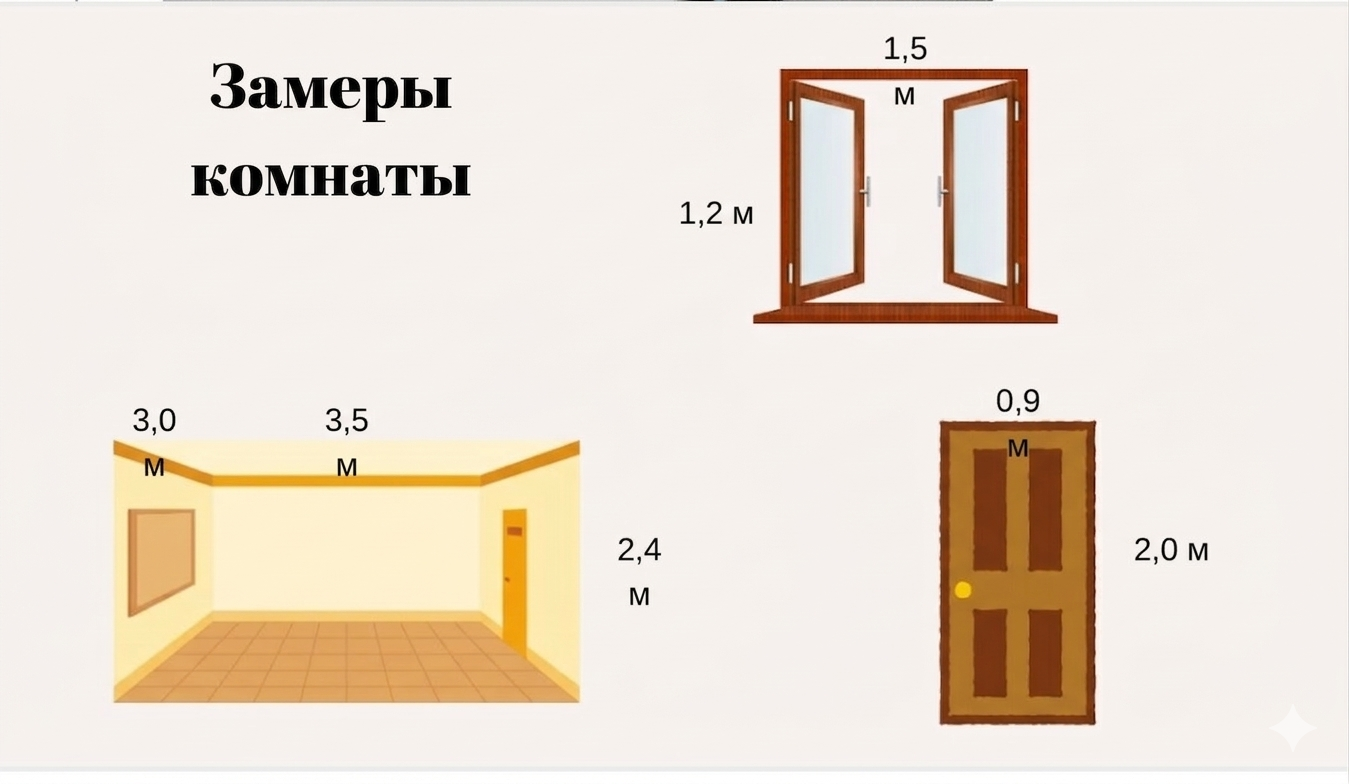 Замеры
комнаты
1,5
м
1,2 м
3,0
м
3,5
м
2,4
м
0,9
м
2,0 м